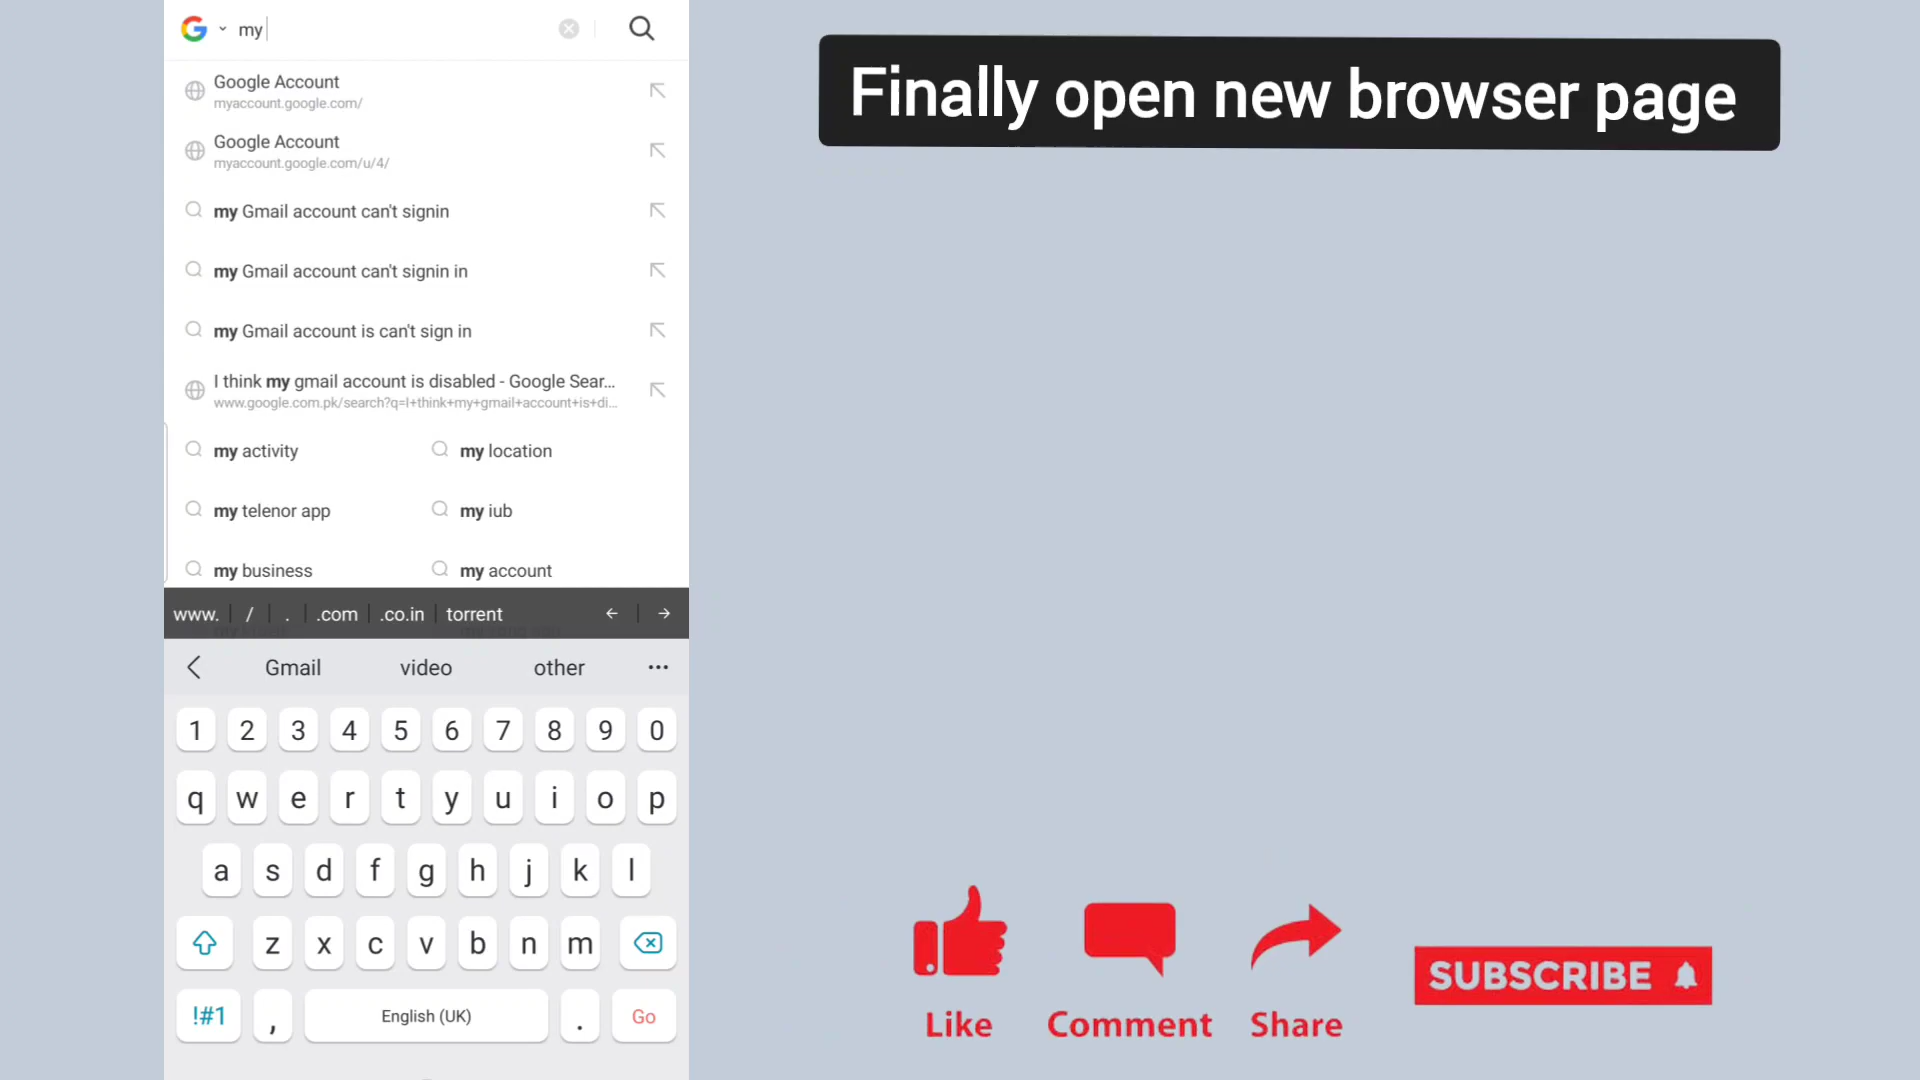 my
Finally open new browser page
Google Account
myaccount.google.com/
Google Account
myaccount.google.com/u/4/
my Gmail account can't signin
my Gmail account can't signin in
my Gmail account is can't sign in
I think my gmail account is disabled - Google Sear...
www.google.com.pk/search?q=I+think+my+gmail+account+is+di...
my activity
my location
my telenor app
my iub
my business
my account
www. / . .com .co.in torrent
Gmail video other
1 2 3 4 5 6 7 8 9 0
q w e r t y u i o p
a s d f g h j k l
z x c v b n m
!#1 , English (UK) . Go
Like Comment Share
SUBSCRIBE